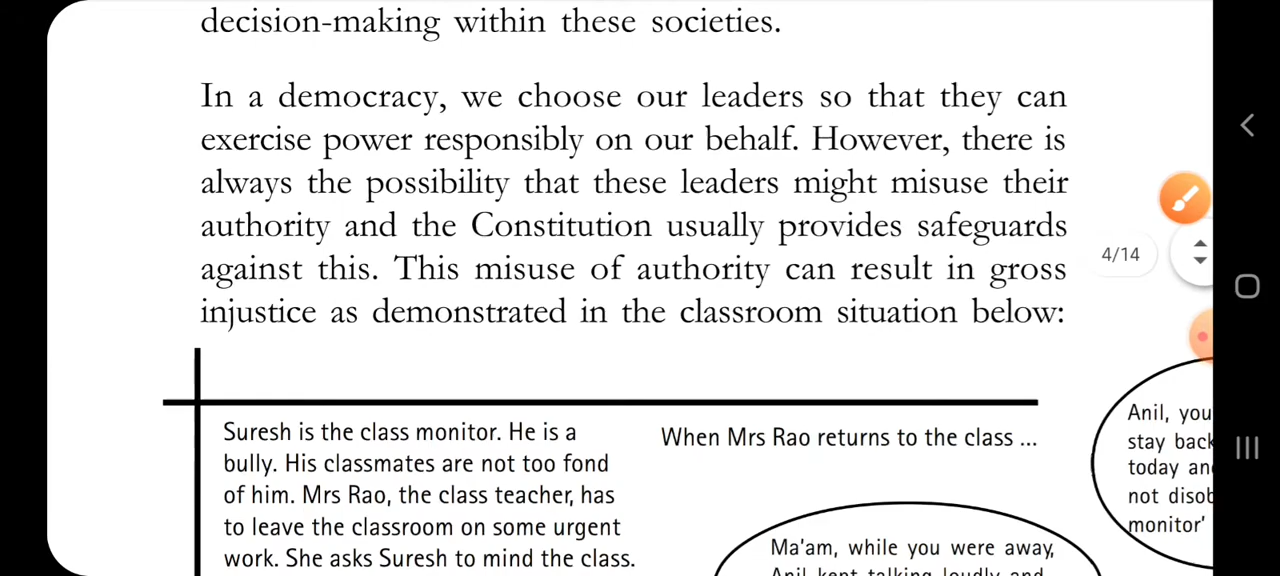 decision-making within these societies.
In a democracy, we choose our leaders so that they can
exercise power responsibly on our behalf. However, there is
always the possibility that these leaders might misuse their
authority and the Constitution usually provides safeguards
against this. This misuse of authority can result in gross
injustice as demonstrated in the classroom situation below:
4/14
Suresh is the class monitor. He is a
bully. His classmates are not too fond
of him. Mrs Rao, the class teacher, has
to leave the classroom on some urgent
work. She asks Suresh to mind the class.
When Mrs Rao returns to the class ...
Ma'am, while you were away,
Anil kept talking loudly and
Anil, you
stay back
today an
not disob
monitor'